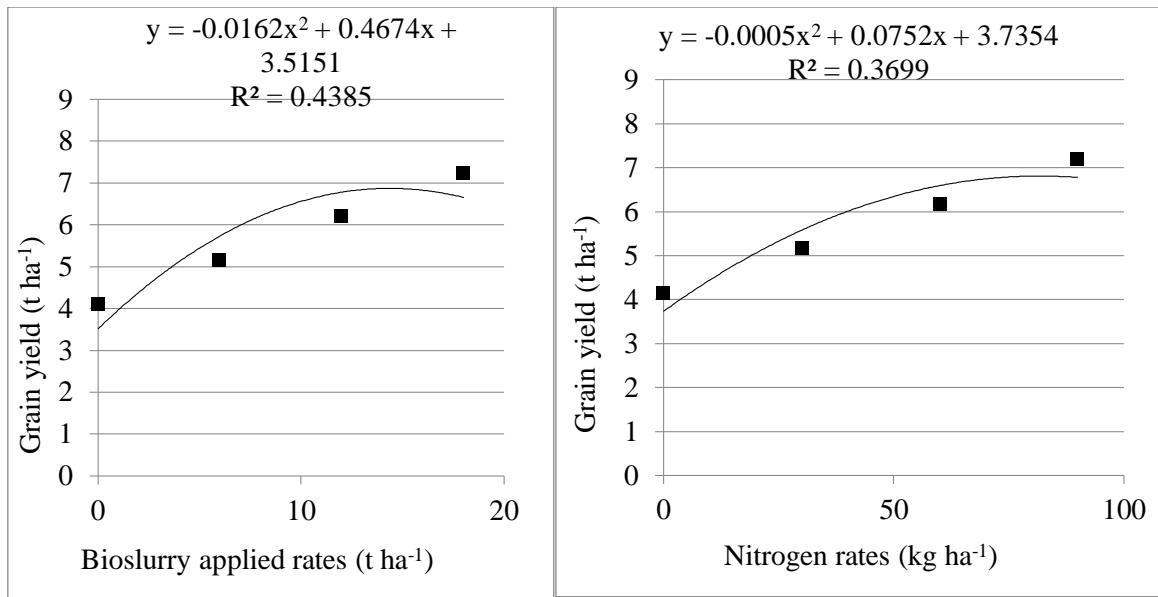 y = -0.0162x² + 0.4674x +
3.5151
R² = 0.4385
9
8
7
6
5
4
3
2
1
0
0 10 20
Grain yield (t ha⁻¹)
Bioslurry applied rates (t ha⁻¹)
y = -0.0005x² + 0.0752x + 3.7354
R² = 0.3699
9
8
7
6
5
4
3
2
1
0
0 50 100
Grain yield (t ha⁻¹)
Nitrogen rates (kg ha⁻¹)